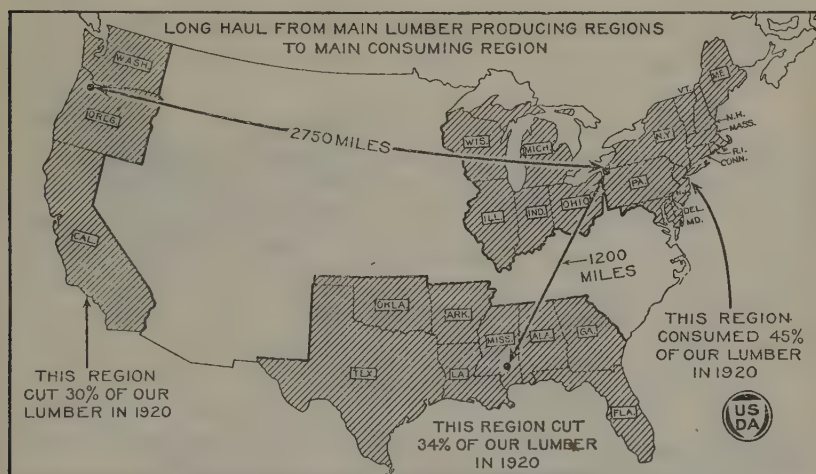 LONG HAUL FROM MAIN LUMBER PRODUCING REGIONS
TO MAIN CONSUMING REGION
WASH.
OREG.
CAL.
2750 MILES
WIS.
MICH.
ILL.
IND.
OHIO
ME.
VT.
N.H.
MASS.
N.Y.
R.I.
CONN.
PA.
N.J.
DEL.
MD.
1200
MILES
OKLA.
ARK.
TEX.
LA.
MISS.
ALA.
GA.
FLA.
THIS REGION
CUT 30% OF OUR
LUMBER IN 1920
THIS REGION CUT
34% OF OUR LUMBER
IN 1920
THIS REGION
CONSUMED 45%
OF OUR LUMBER
IN 1920
US
DA